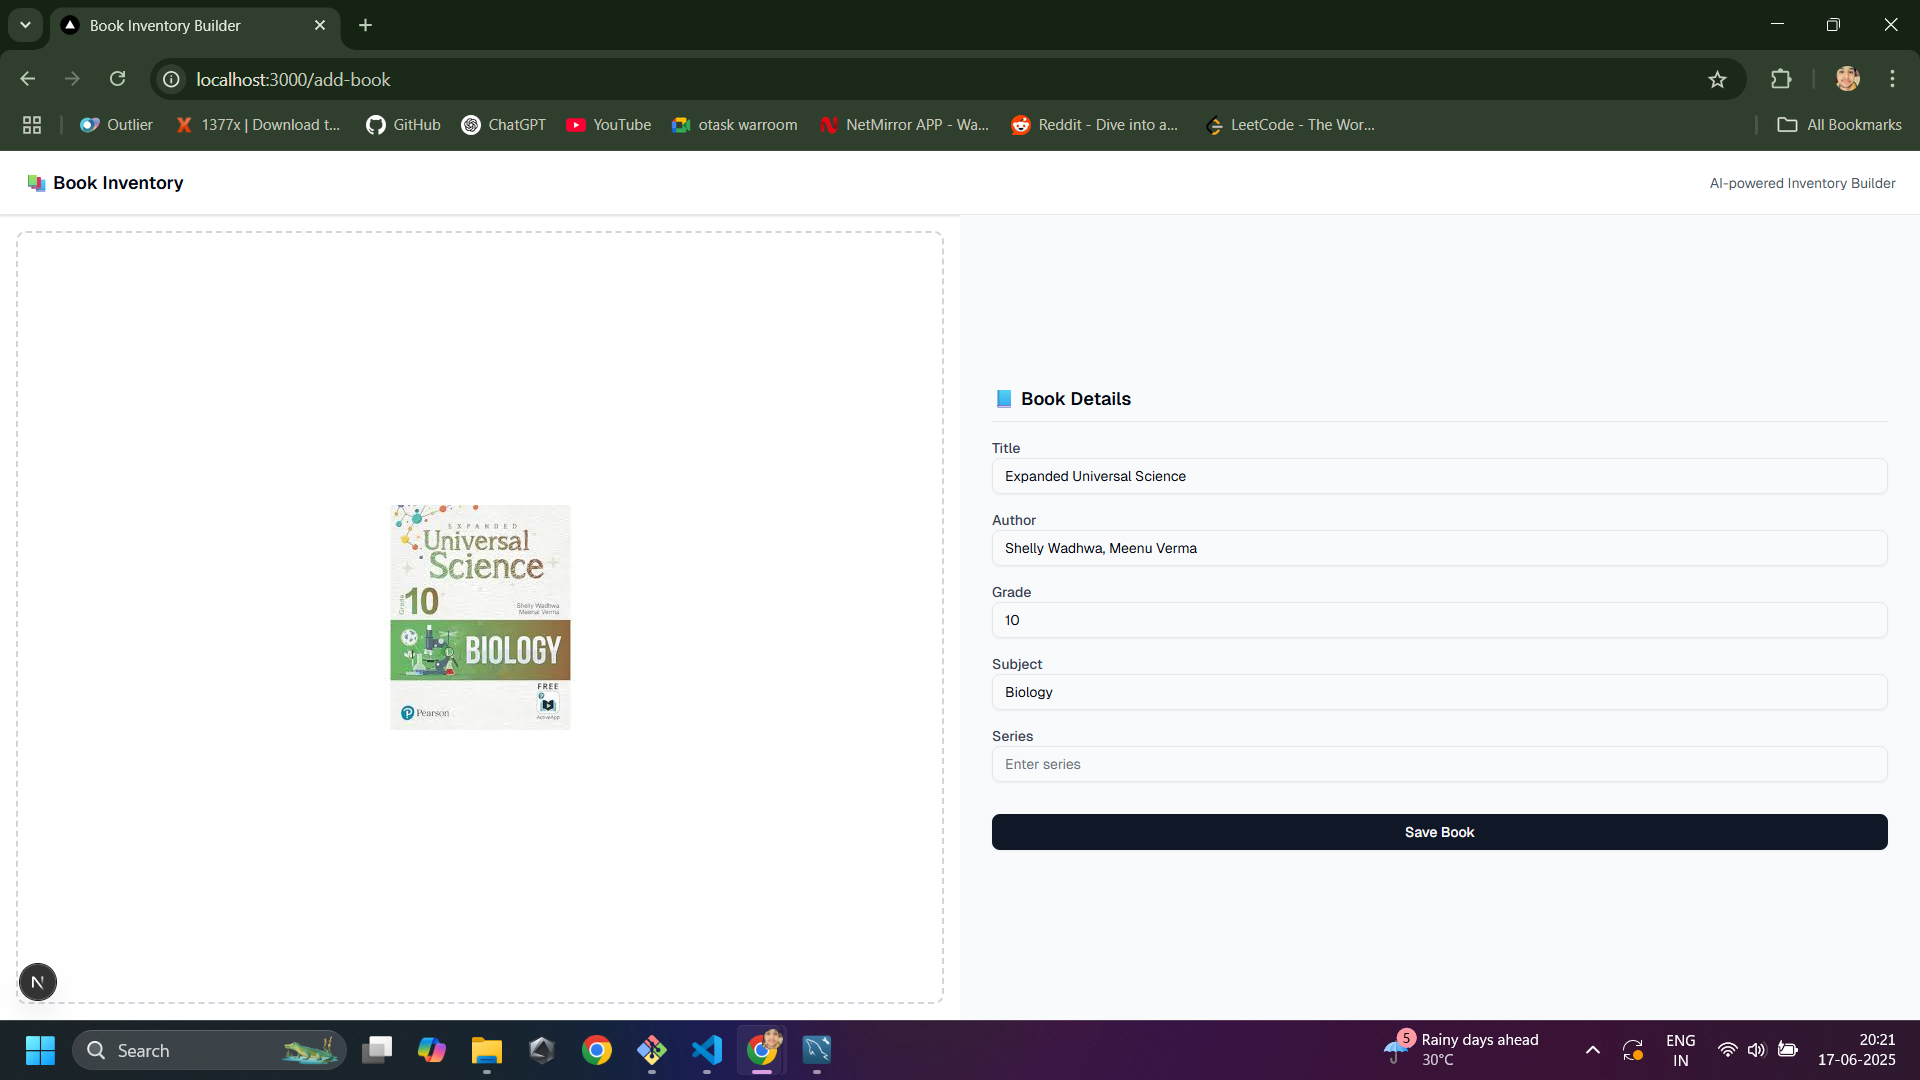 Book Inventory Builder
localhost:3000/add-book
Outlier
1377x | Download t...
GitHub
ChatGPT
YouTube
otask warroom
NetMirror APP - Wa...
Reddit - Dive into a...
LeetCode - The Wor...
All Bookmarks
Book Inventory
AI-powered Inventory Builder
EXPANDED
Universal
Science
Grade 10
Shelly Wadhwa
Meenal Verma
BIOLOGY
FREE
ActiveApp
Pearson
Book Details
Title
Expanded Universal Science
Author
Shelly Wadhwa, Meenu Verma
Grade
10
Subject
Biology
Series
Enter series
Save Book
N
Search
5
Rainy days ahead
30°C
ENG
IN
20:21
17-06-2025